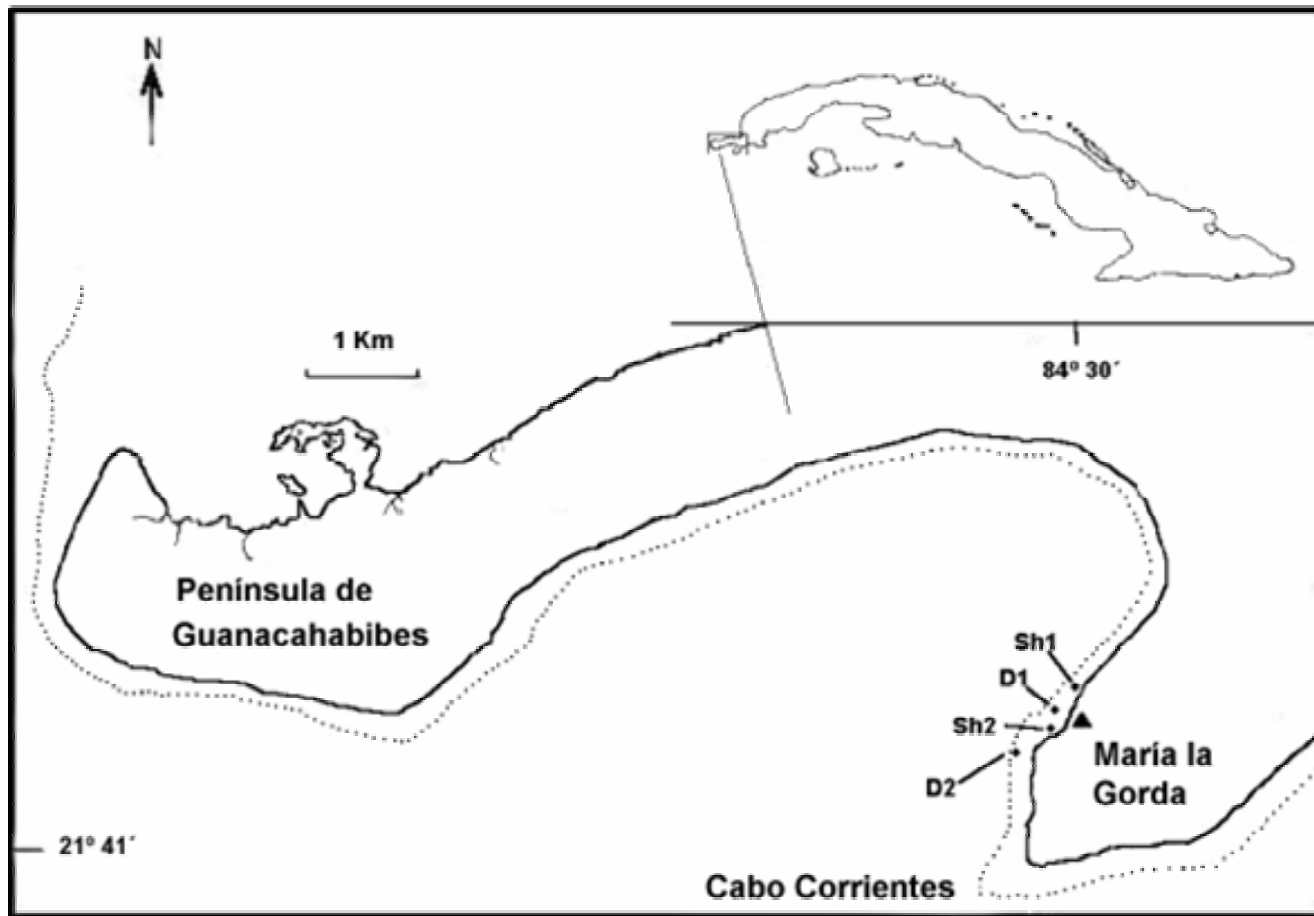 N
1 Km
84º 30´
Península de
Guanacahabibes
Sh1
D1
Sh2
D2
María la
Gorda
21º 41´
Cabo Corrientes